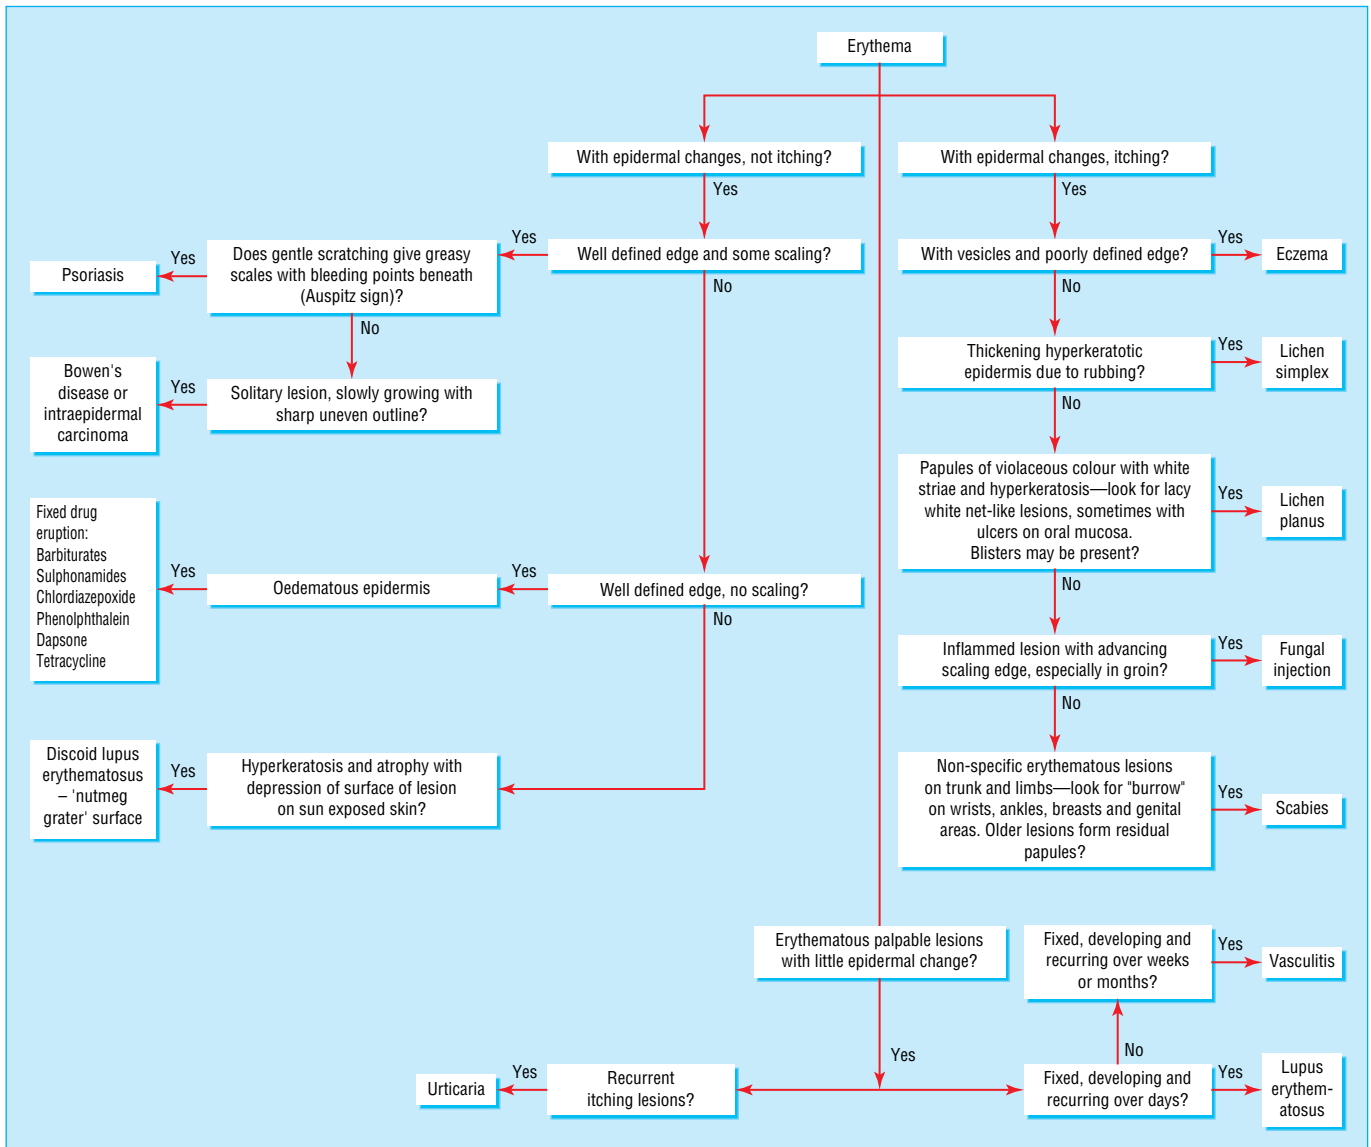 Erythema
With epidermal changes, not itching?
With epidermal changes, itching?
Yes
Yes
Well defined edge and some scaling?
Yes
Does gentle scratching give greasy
scales with bleeding points beneath
(Auspitz sign)?
Yes
Psoriasis
No
Solitary lesion, slowly growing with
sharp uneven outline?
Yes
Bowen's
disease or
intraepidermal
carcinoma
No
Well defined edge, no scaling?
Yes
Oedematous epidermis
Yes
Fixed drug
eruption:
Barbiturates
Sulphonamides
Chlordiazepoxide
Phenolphthalein
Dapsone
Tetracycline
No
Hyperkeratosis and atrophy with
depression of surface of lesion
on sun exposed skin?
Yes
Discoid lupus
erythematosus
– 'nutmeg
grater' surface
With vesicles and poorly defined edge?
Yes
Eczema
No
Thickening hyperkeratotic
epidermis due to rubbing?
Yes
Lichen
simplex
No
Papules of violaceous colour with white
striae and hyperkeratosis—look for lacy
white net-like lesions, sometimes with
ulcers on oral mucosa.
Blisters may be present?
Yes
Lichen
planus
No
Inflammed lesion with advancing
scaling edge, especially in groin?
Yes
Fungal
injection
No
Non-specific erythematous lesions
on trunk and limbs—look for "burrow"
on wrists, ankles, breasts and genital
areas. Older lesions form residual
papules?
Yes
Scabies
Erythematous palpable lesions
with little epidermal change?
Yes
Recurrent
itching lesions?
Yes
Urticaria
Fixed, developing and
recurring over days?
Yes
Lupus
erythem-
atosus
No
Fixed, developing and
recurring over weeks
or months?
Yes
Vasculitis